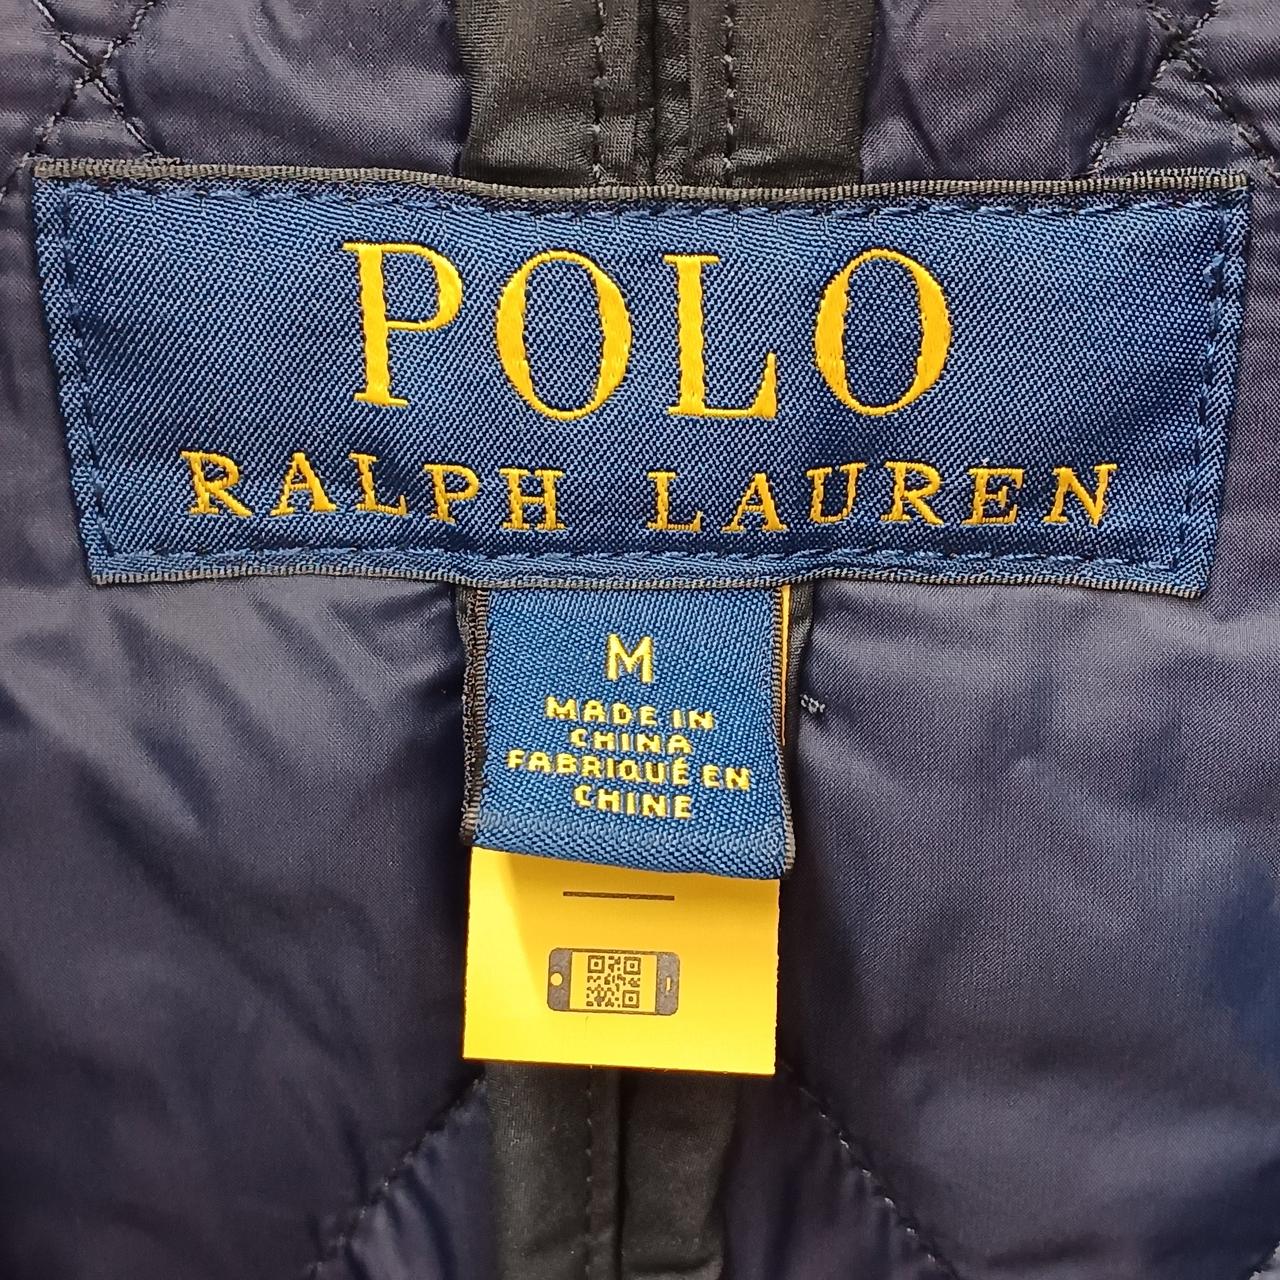 POLO
RALPH LAUREN
M
MADE IN
CHINA
FABRIQUÉ EN
CHINE